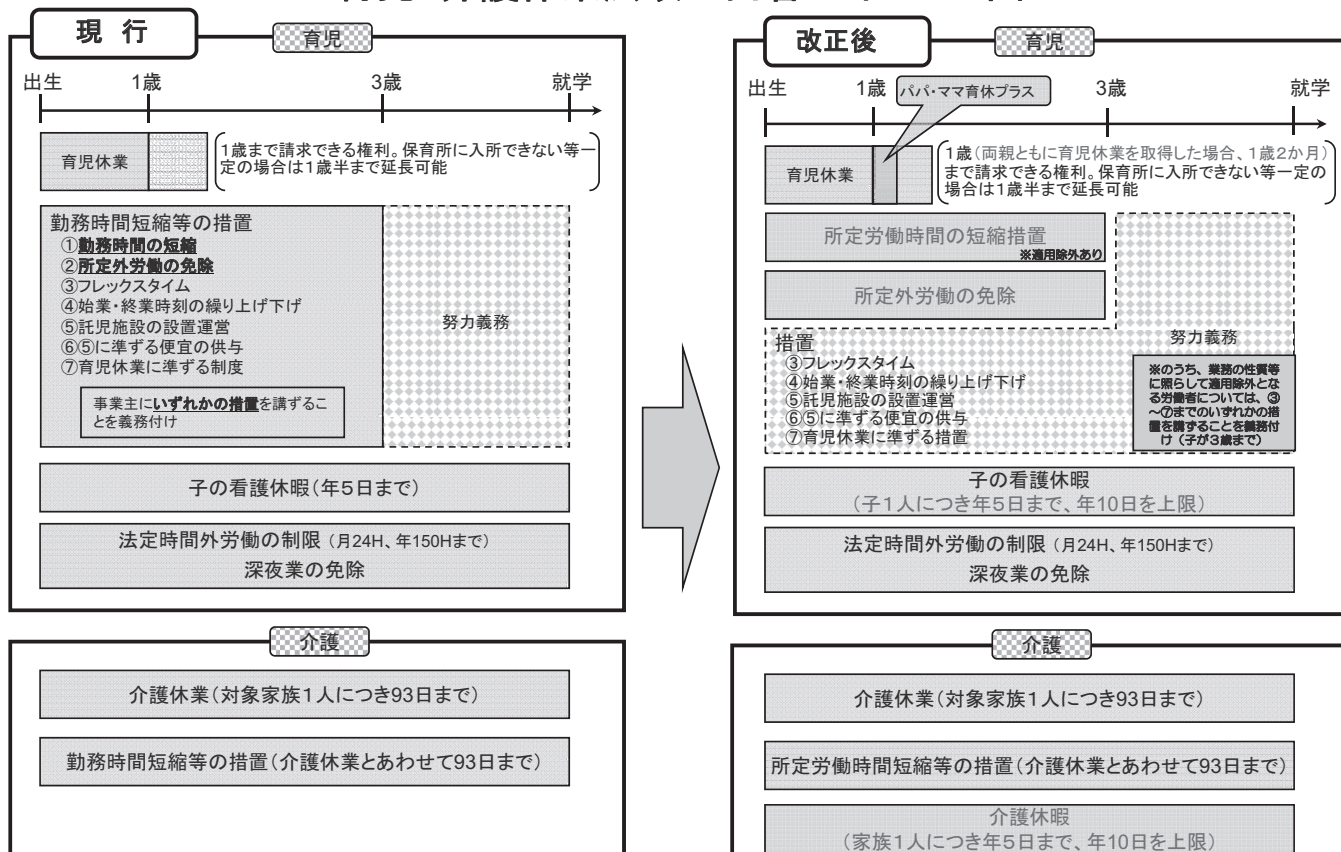 現 行
育児
出生 1歳 3歳 就学
育児休業
1歳まで請求できる権利。保育所に入所できない等一
定の場合は1歳半まで延長可能
勤務時間短縮等の措置
①勤務時間の短縮
②所定外労働の免除
③フレックスタイム
④始業・終業時刻の繰り上げ下げ
⑤託児施設の設置運営
⑥⑤に準ずる便宜の供与
⑦育児休業に準ずる制度
事業主にいずれかの措置を講ずるこ
とを義務付け
努力義務
子の看護休暇(年5日まで)
法定時間外労働の制限(月24H、年150Hまで)
深夜業の免除
介護
介護休業(対象家族1人につき93日まで)
勤務時間短縮等の措置(介護休業とあわせて93日まで)
改正後
育児
出生 1歳 3歳 就学
パパ・ママ育休プラス
育児休業
1歳(両親ともに育児休業を取得した場合、1歳2か月)
まで請求できる権利。保育所に入所できない等一定の
場合は1歳半まで延長可能
所定労働時間の短縮措置
※適用除外あり
所定外労働の免除
措置
③フレックスタイム
④始業・終業時刻の繰り上げ下げ
⑤託児施設の設置運営
⑥⑤に準ずる便宜の供与
⑦育児休業に準ずる措置
努力義務
※のうち、業務の性質等
に照らして適用除外とな
る労働者については、③
~⑦までのいずれかの措
置を講ずることを義務付
け(子が3歳まで)
子の看護休暇
(子1人につき年5日まで、年10日を上限)
法定時間外労働の制限(月24H、年150Hまで)
深夜業の免除
介護
介護休業(対象家族1人につき93日まで)
所定労働時間短縮等の措置(介護休業とあわせて93日まで)
介護休暇
(家族1人につき年5日まで、年10日を上限)